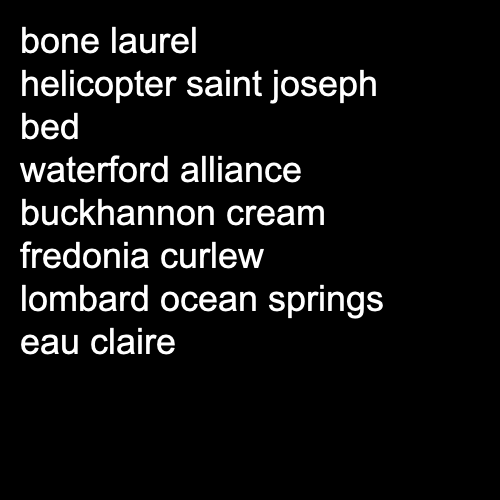 bone laurel
helicopter saint joseph
bed
waterford alliance
buckhannon cream
fredonia curlew
lombard ocean springs
eau claire